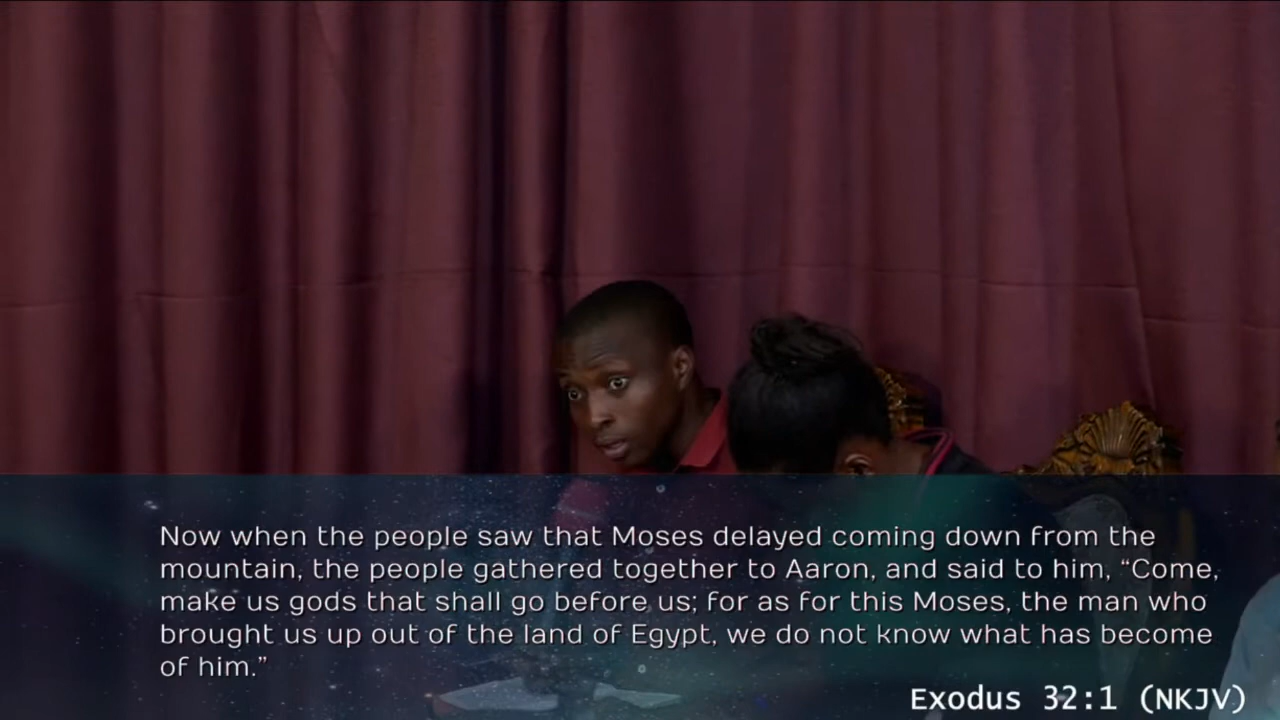 Now when the people saw that Moses delayed coming down from the
mountain, the people gathered together to Aaron, and said to him, “Come,
make us gods that shall go before us; for as for this Moses, the man who
brought us up out of the land of Egypt, we do not know what has become
of him.”
Exodus 32:1 (NKJV)